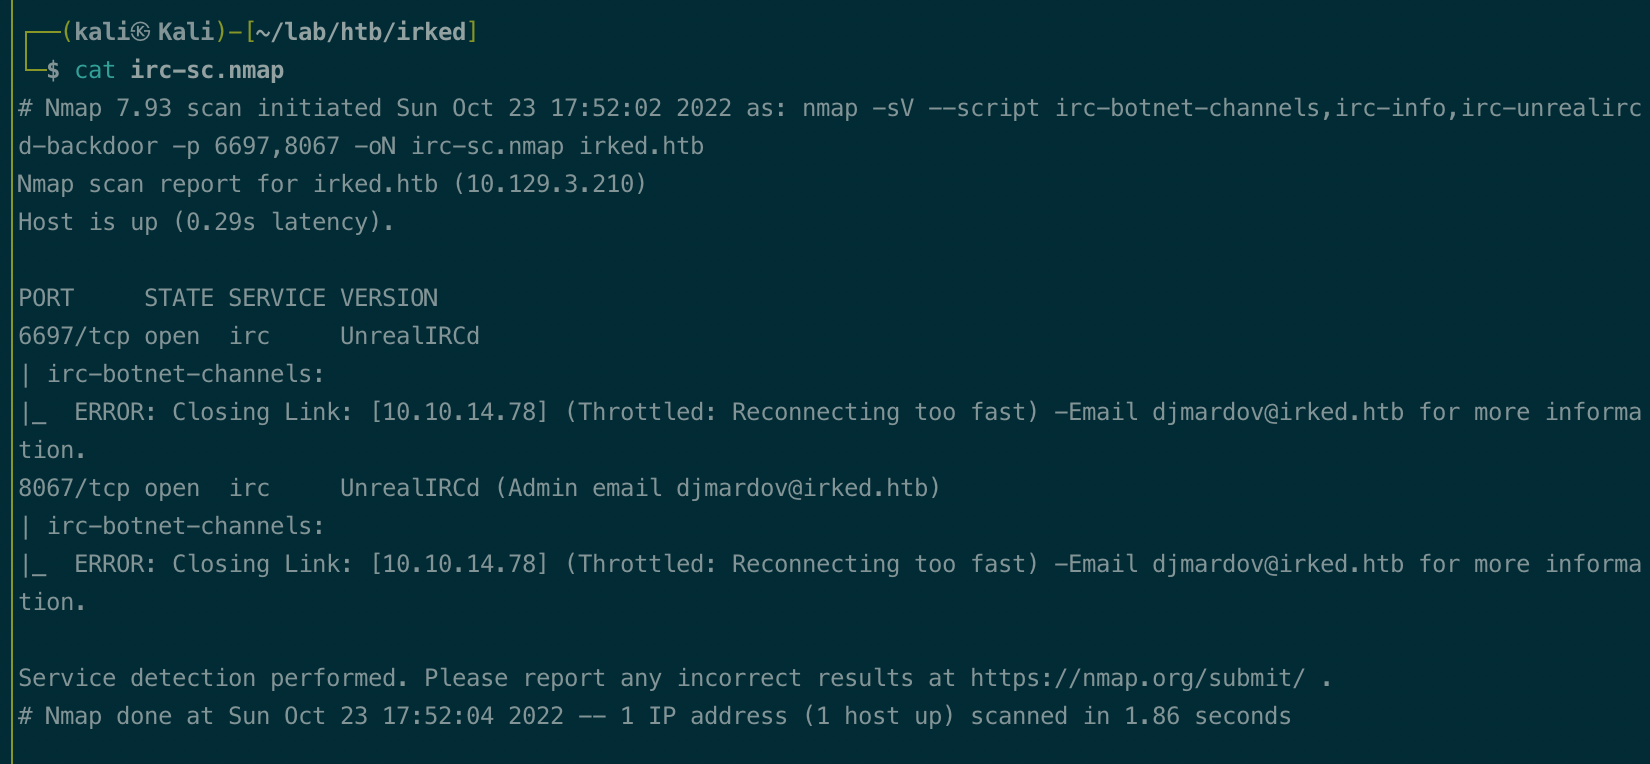 ┌──(kali㉿Kali)-[~/lab/htb/irked]
└─$ cat irc-sc.nmap
# Nmap 7.93 scan initiated Sun Oct 23 17:52:02 2022 as: nmap -sV --script irc-botnet-channels,irc-info,irc-unrealirc
d-backdoor -p 6697,8067 -oN irc-sc.nmap irked.htb
Nmap scan report for irked.htb (10.129.3.210)
Host is up (0.29s latency).

PORT     STATE SERVICE VERSION
6697/tcp open  irc     UnrealIRCd
| irc-botnet-channels:
|_  ERROR: Closing Link: [10.10.14.78] (Throttled: Reconnecting too fast) -Email djmardov@irked.htb for more informa
tion.
8067/tcp open  irc     UnrealIRCd (Admin email djmardov@irked.htb)
| irc-botnet-channels:
|_  ERROR: Closing Link: [10.10.14.78] (Throttled: Reconnecting too fast) -Email djmardov@irked.htb for more informa
tion.

Service detection performed. Please report any incorrect results at https://nmap.org/submit/ .
# Nmap done at Sun Oct 23 17:52:04 2022 -- 1 IP address (1 host up) scanned in 1.86 seconds